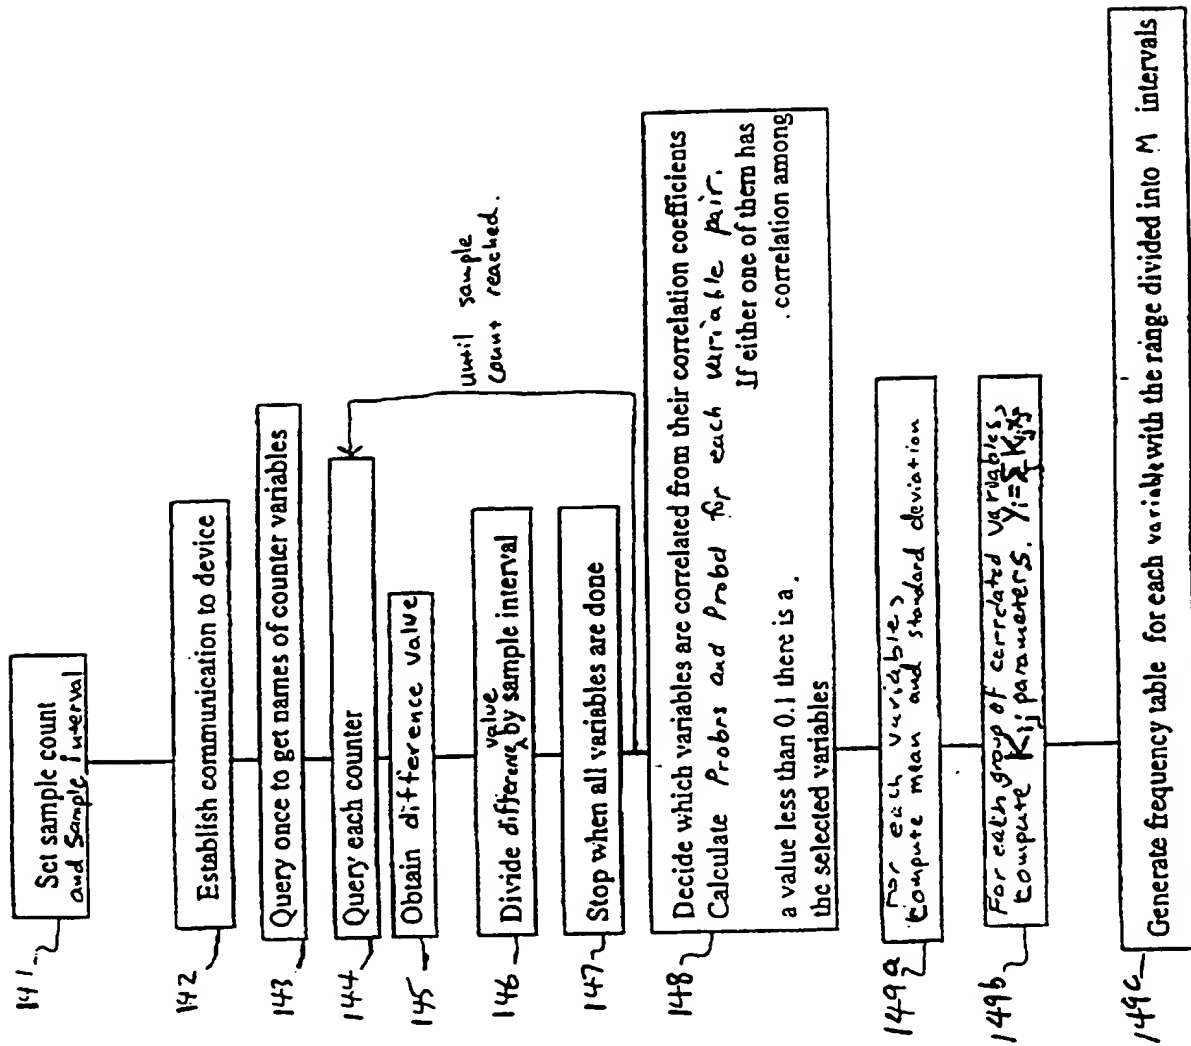 141
Set sample count
and Sample interval
142
Establish communication to device
143
Query once to get names of counter variables
144
Query each counter
until sample
count reached.
145
Obtain difference value
146
value
Divide difference by sample interval
147
Stop when all variables are done
148
Decide which variables are correlated from their correlation coefficients
Calculate Probrs and Probd for each variable pair.
If either one of them has
a value less than 0.1 there is a . correlation among
the selected variables
149a
For each variable,
compute mean and standard deviation
149b
For each group of correlated variables,
compute Kij parameters. Yi=ΣKijXj
149c
Generate frequency table for each variable with the range divided into M intervals